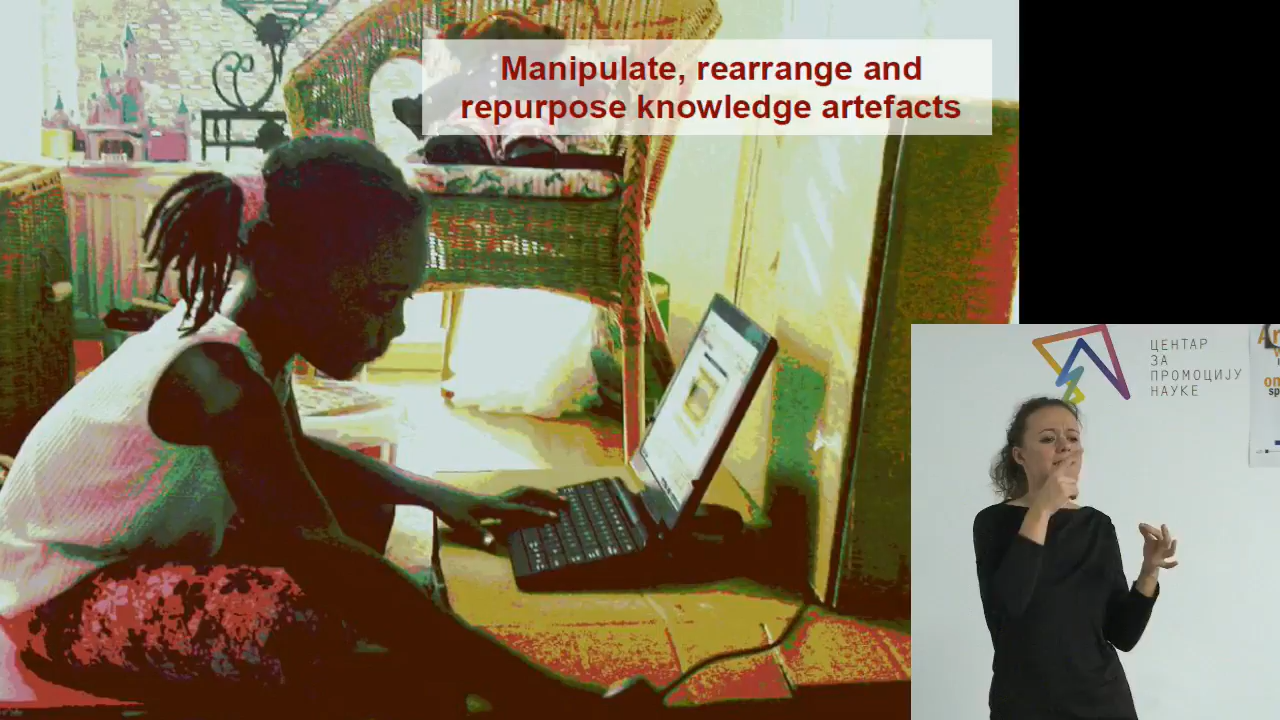 Manipulate, rearrange and
repurpose knowledge artefacts
ЦЕНТАР
ЗА
ПРОМОЦИЈУ
НАУКЕ